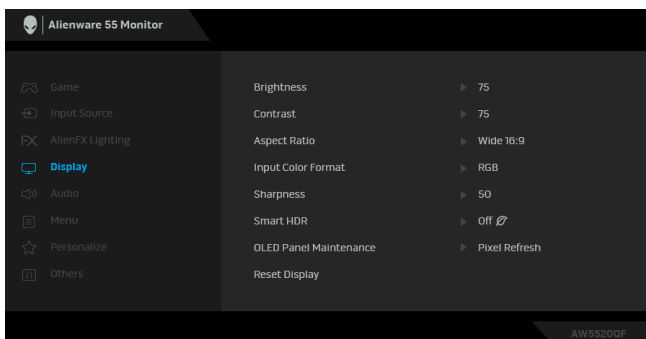 Alienware 55 Monitor
Game
Input Source
AlienFX Lighting
Display
Audio
Menu
Personalize
Others
Brightness 75
Contrast 75
Aspect Ratio Wide 16:9
Input Color Format RGB
Sharpness 50
Smart HDR Off
OLED Panel Maintenance Pixel Refresh
Reset Display
AW5520QF